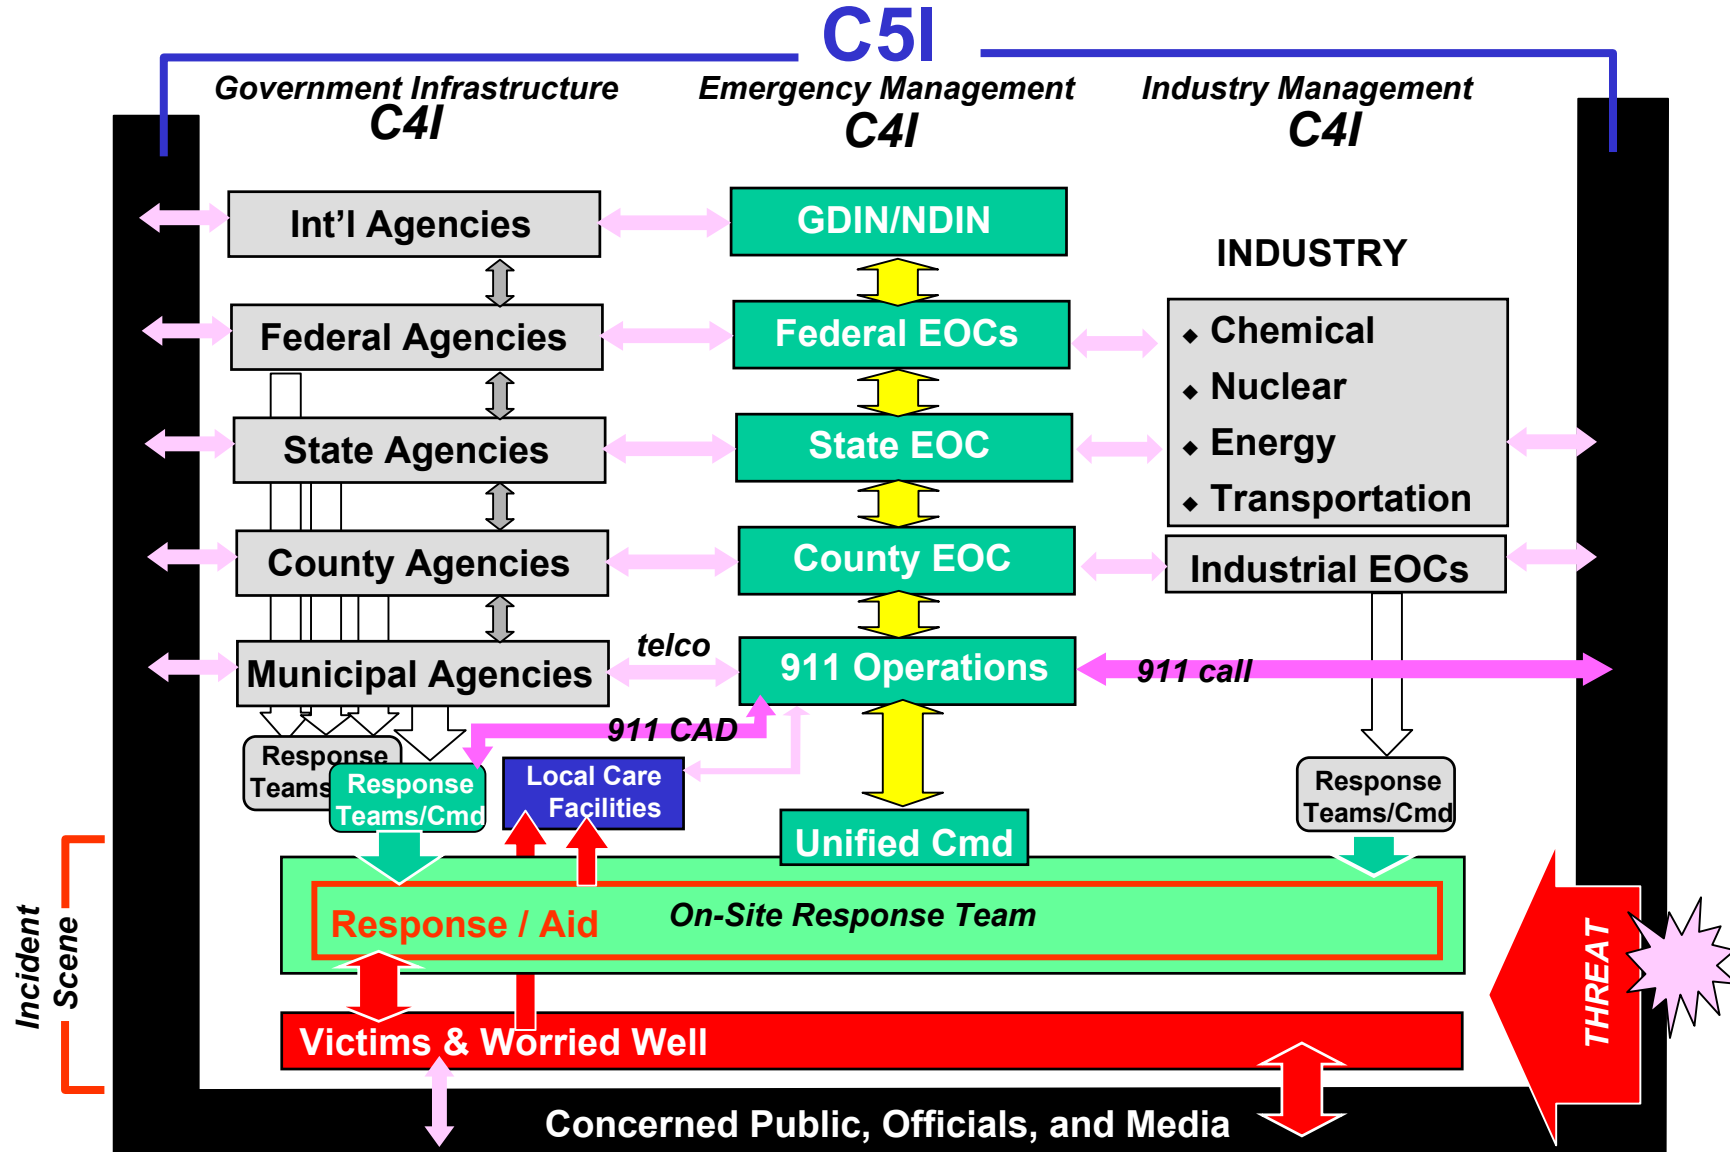 C5I
Government Infrastructure
C4I
Emergency Management
C4I
Industry Management
C4I
Int'l Agencies
GDIN/NDIN
INDUSTRY
Federal Agencies
Federal EOCs
◆ Chemical
◆ Nuclear
◆ Energy
◆ Transportation
State Agencies
State EOC
County Agencies
County EOC
Industrial EOCs
Municipal Agencies
telco
911 Operations
911 call
911 CAD
Response
Teams
Response
Teams/Cmd
Local Care
Facilities
Response
Teams/Cmd
Unified Cmd
Incident
Scene
Response / Aid
On-Site Response Team
THREAT
Victims & Worried Well
Concerned Public, Officials, and Media